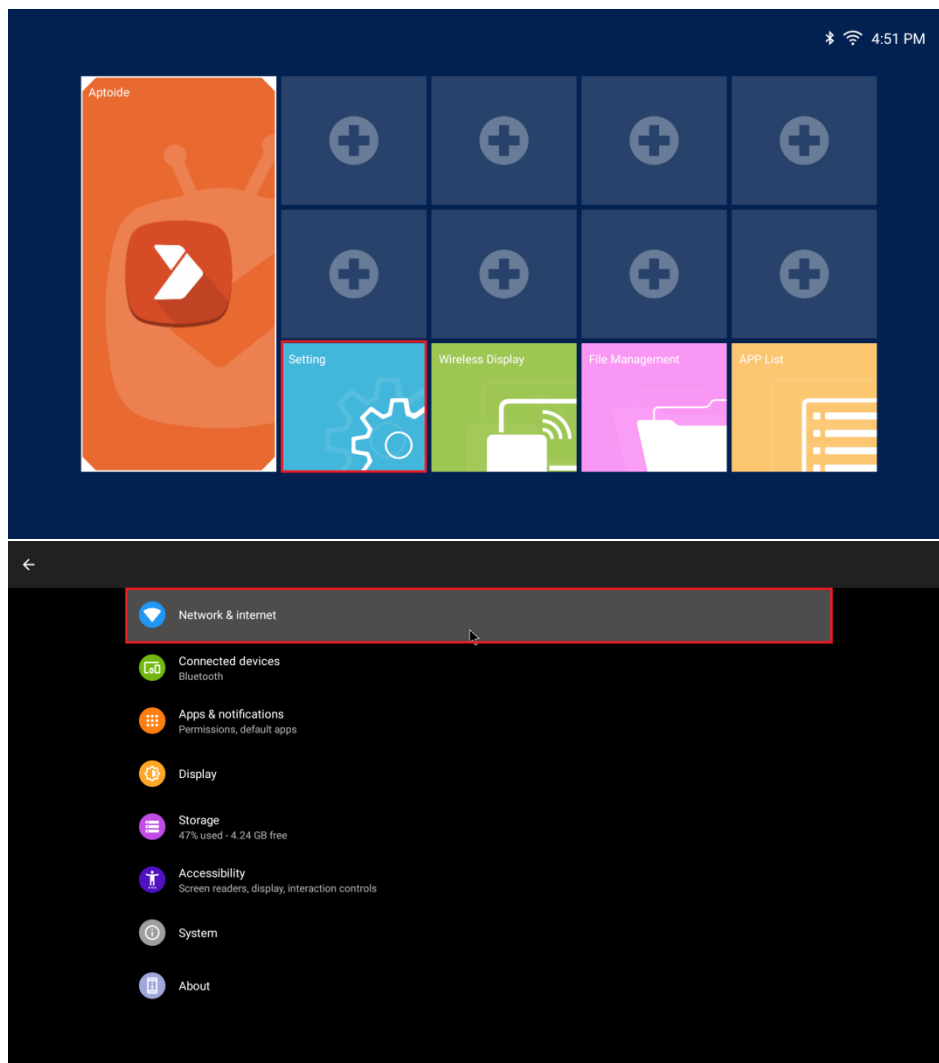 4:51 PM
Aptoide
Setting
Wireless Display
File Management
APP List
Network & internet
Connected devices
Bluetooth
Apps & notifications
Permissions, default apps
Display
Storage
47% used - 4.24 GB free
Accessibility
Screen readers, display, interaction controls
System
About